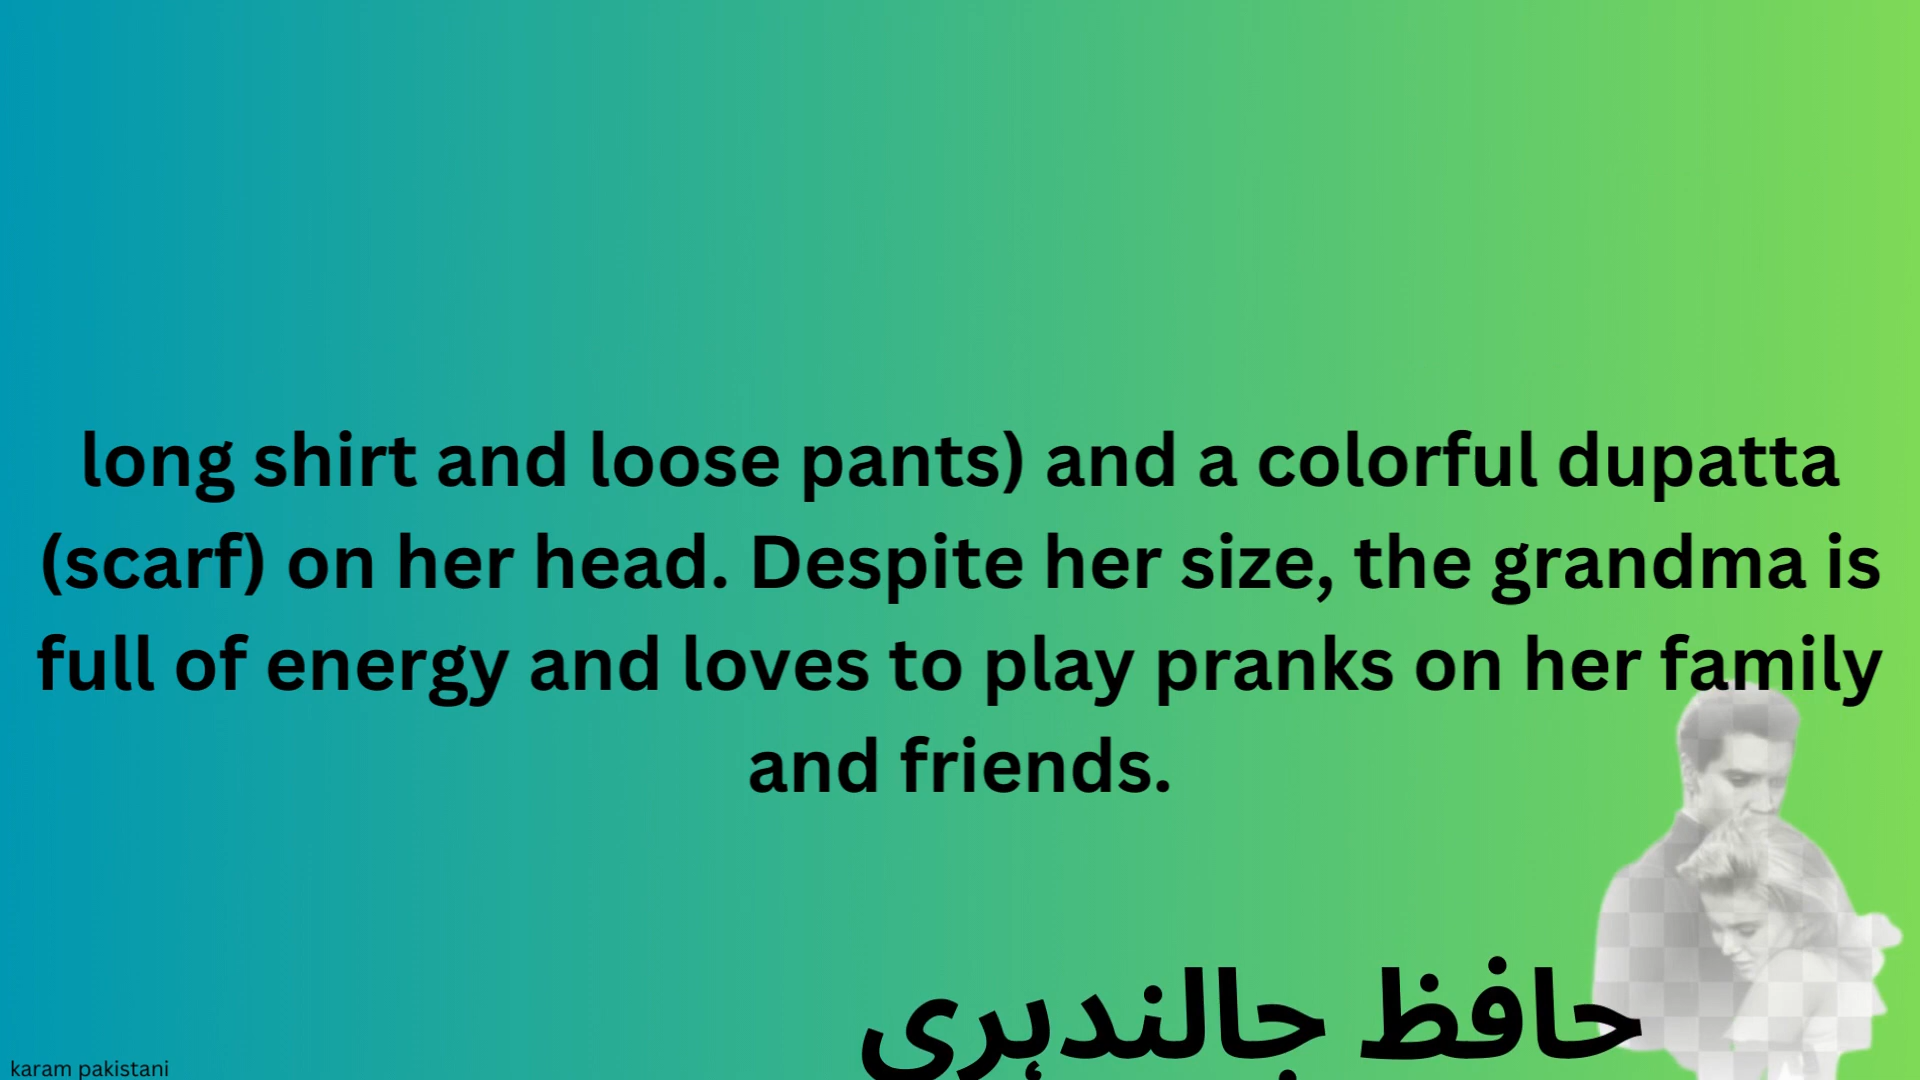 long shirt and loose pants) and a colorful dupatta
(scarf) on her head. Despite her size, the grandma is
full of energy and loves to play pranks on her family
and friends.
حافظ جالندہری
karam pakistani